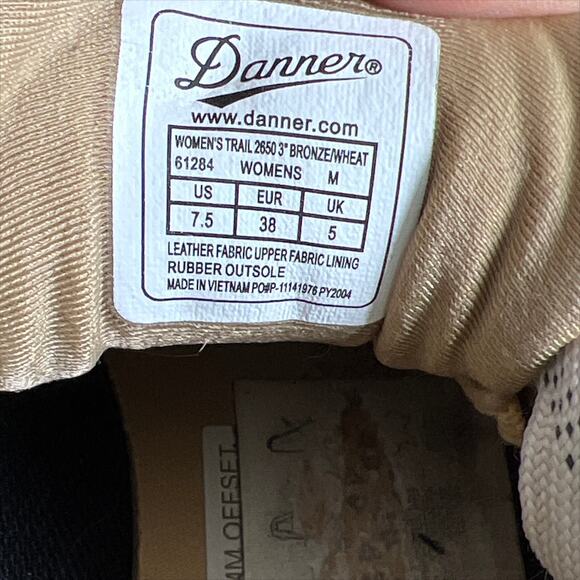 Danner®
www.danner.com
WOMEN'S TRAIL 2650 3" BRONZE/WHEAT
61284 WOMENS M
US EUR UK
7.5 38 5
LEATHER FABRIC UPPER FABRIC LINING
RUBBER OUTSOLE
MADE IN VIETNAM PO#P-11141976 PY2004
AM OFFSET.